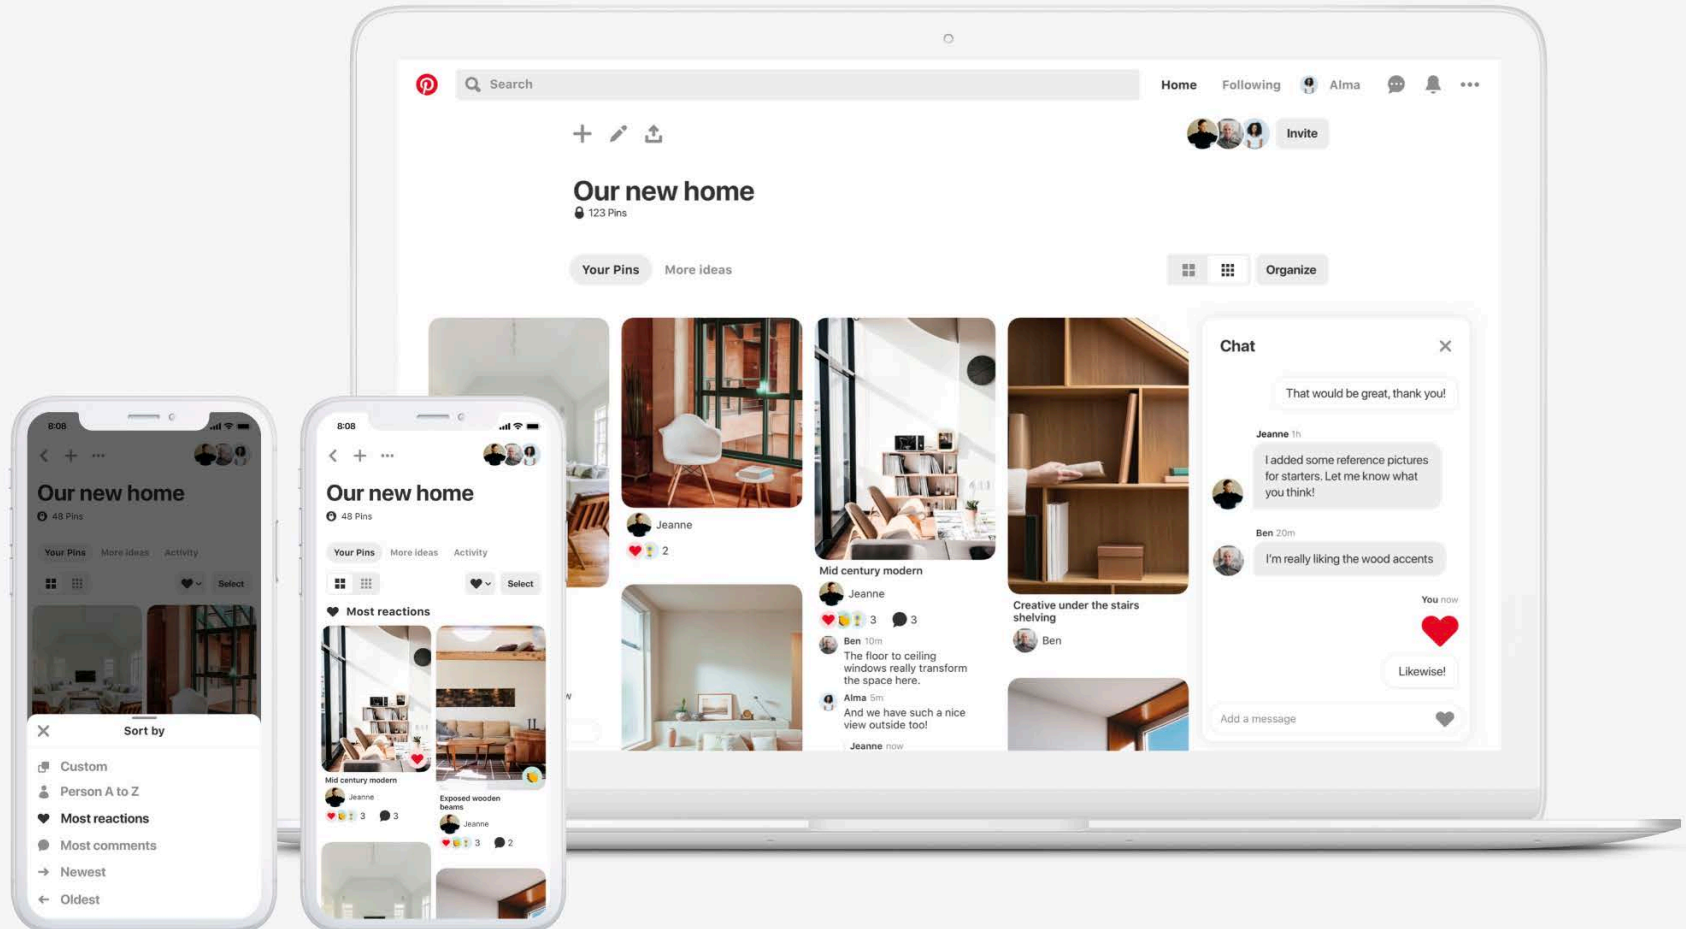 Search
Home Following Alma
Invite
Our new home
123 Pins
Your Pins More ideas
Organize
Jeanne
2
Mid century modern
Jeanne
3 3
Ben 10m
The floor to ceiling
windows really transform
the space here.
Alma 5m
And we have such a nice
view outside too!
Jeanne now
Creative under the stairs
shelving
Ben
Chat
That would be great, thank you!
Jeanne 1h
I added some reference pictures
for starters. Let me know what
you think!
Ben 20m
I'm really liking the wood accents
You now
Likewise!
Add a message
8:08
Our new home
48 Pins
Your Pins More ideas Activity
Select
Sort by
Custom
Person A to Z
Most reactions
Most comments
Newest
Oldest
8:08
Our new home
48 Pins
Your Pins More ideas Activity
Select
Most reactions
Mid century modern
Jeanne
3 3
Exposed wooden
beams
Jeanne
3 2